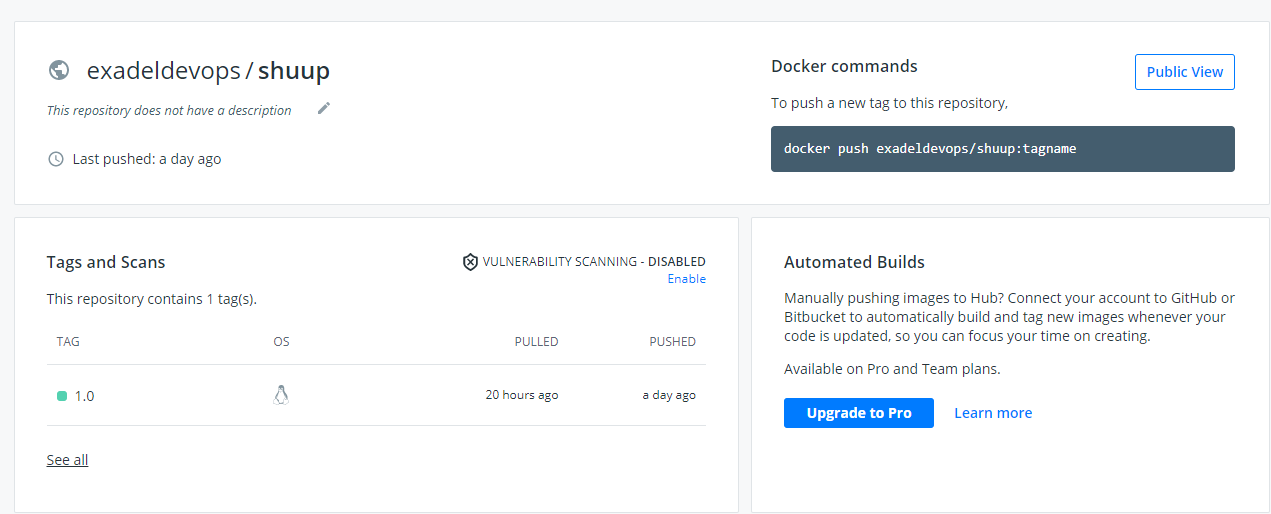 exadeldevops / shuup
This repository does not have a description
Last pushed: a day ago
Docker commands
Public View
To push a new tag to this repository,
docker push exadeldevops/shuup:tagname
Tags and Scans
VULNERABILITY SCANNING - DISABLED
Enable
This repository contains 1 tag(s).
TAG OS PULLED PUSHED
1.0 20 hours ago a day ago
See all
Automated Builds
Manually pushing images to Hub? Connect your account to GitHub or
Bitbucket to automatically build and tag new images whenever your
code is updated, so you can focus your time on creating.
Available on Pro and Team plans.
Upgrade to Pro Learn more